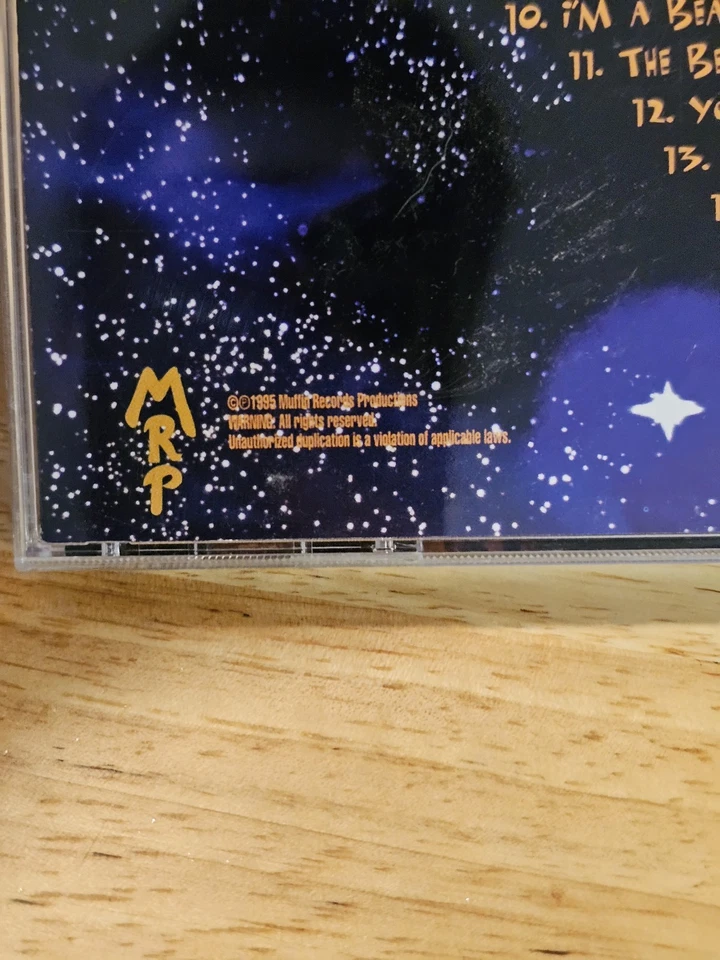 10. i'M A BEA
11. THE BE
12. YO
13.
1
MRP
©℗1995 Muffin Records Productions
WARNING: All rights reserved.
Unauthorized duplication is a violation of applicable laws.